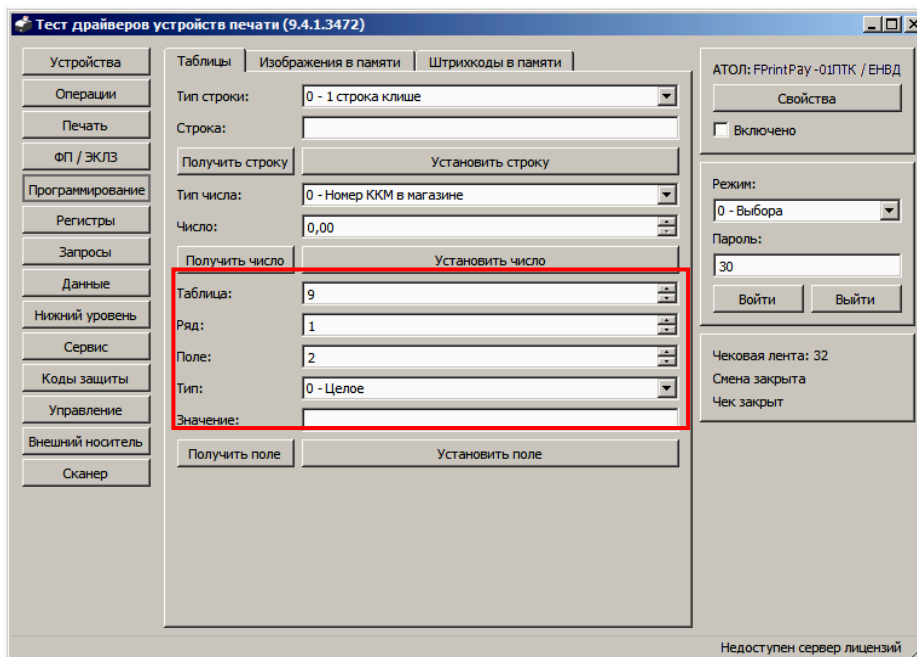 Тест драйверов устройств печати (9.4.1.3472)
Устройства
Операции
Печать
ФП / ЭКЛЗ
Программирование
Регистры
Запросы
Данные
Нижний уровень
Сервис
Коды защиты
Управление
Внешний носитель
Сканер
Таблицы Изображения в памяти Штрихкоды в памяти
Тип строки: 0 - 1 строка клише
Строка:
Получить строку Установить строку
Тип числа: 0 - Номер ККМ в магазине
Число: 0,00
Получить число Установить число
Таблица: 9
Ряд: 1
Поле: 2
Тип: 0 - Целое
Значение:
Получить поле Установить поле
АТОЛ: FPrintPay -01ПТК / ЕНВД
Свойства
Включено
Режим:
0 - Выбора
Пароль:
30
Войти Выйти
Чековая лента: 32
Смена закрыта
Чек закрыт
Недоступен сервер лицензий